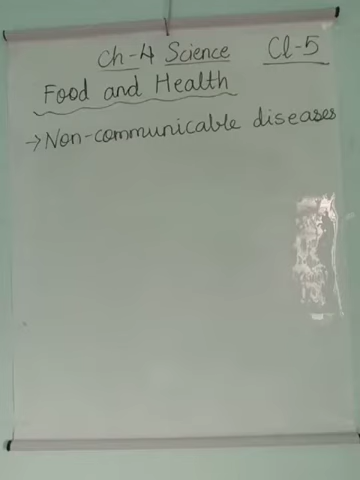 Ch-4 Science Cl-5
Food and Health
→Non-communicable diseases